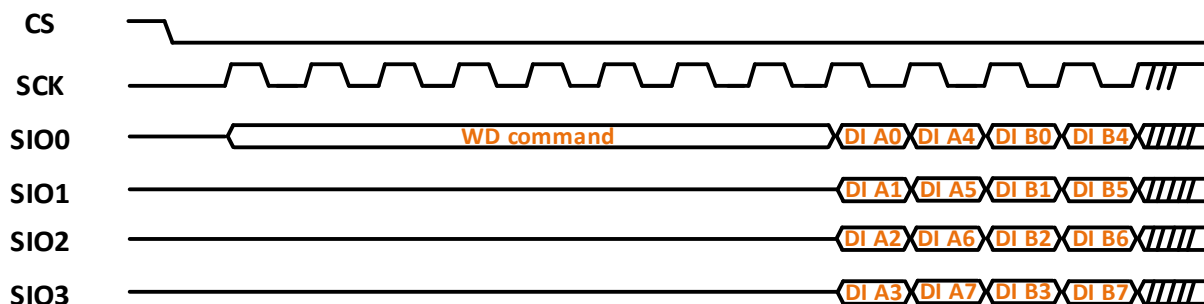 CS
SCK
SIO0 WD command DI A0 DI A4 DI B0 DI B4
SIO1 DI A1 DI A5 DI B1 DI B5
SIO2 DI A2 DI A6 DI B2 DI B6
SIO3 DI A3 DI A7 DI B3 DI B7